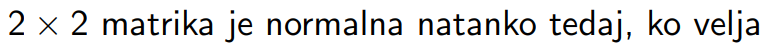 2 × 2 matrika je normalna natanko tedaj, ko velja